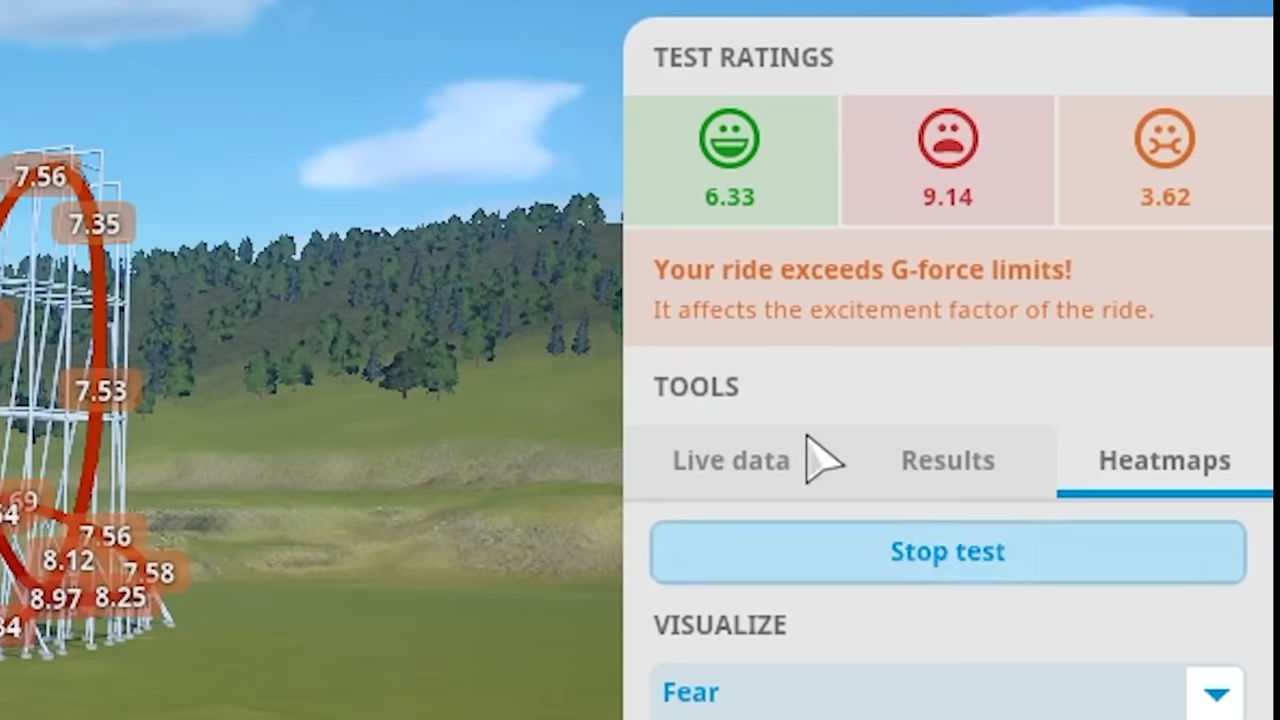 TEST RATINGS
6.33 9.14 3.62
Your ride exceeds G-force limits!
It affects the excitement factor of the ride.
TOOLS
Live data Results Heatmaps
Stop test
VISUALIZE
Fear
7.56
7.35
7.53
7.56
8.12
7.58
8.97 8.25